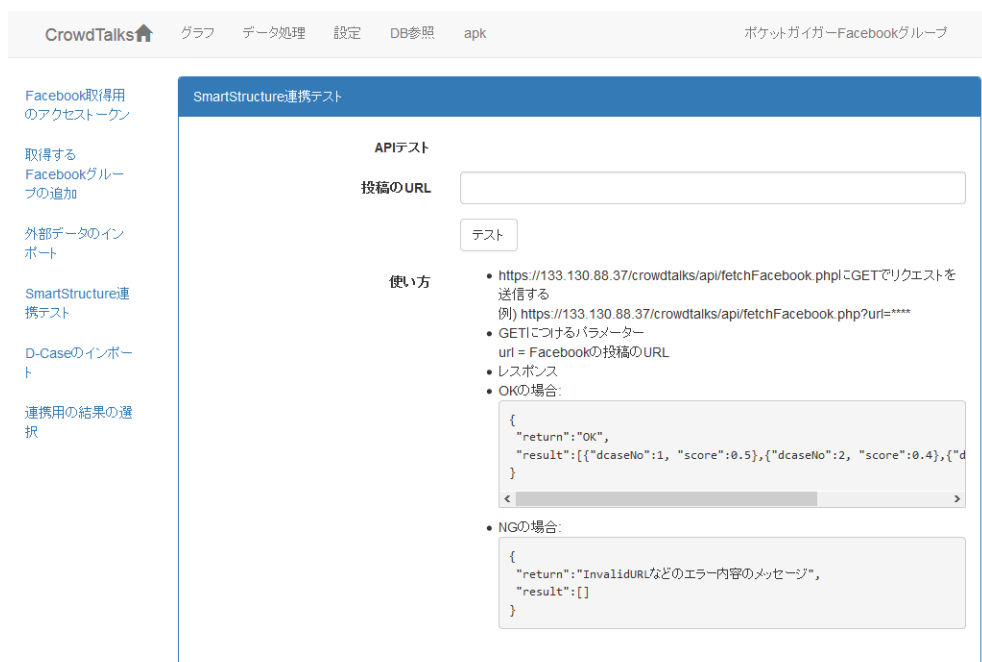 CrowdTalks グラフ データ処理 設定 DB参照 apk ポケットガイガーFacebookグループ
Facebook取得用
のアクセストークン
取得する
Facebookグルー
プの追加
外部データのイン
ポート
SmartStructure連
携テスト
D-Caseのインポー
ト
連携用の結果の選
択
SmartStructure連携テスト
APIテスト
投稿のURL
テスト
使い方
• https://133.130.88.37/crowdtalks/api/fetchFacebook.phpにGETでリクエストを
送信する
例) https://133.130.88.37/crowdtalks/api/fetchFacebook.php?url=****
• GETにつけるパラメーター
url = Facebookの投稿のURL
• レスポンス
• OKの場合:
{
"return":"OK",
"result":[{"dcaseNo":1, "score":0.5},{"dcaseNo":2, "score":0.4},{"d
}
• NGの場合:
{
"return":"InvalidURLなどのエラー内容のメッセージ",
"result":[]
}